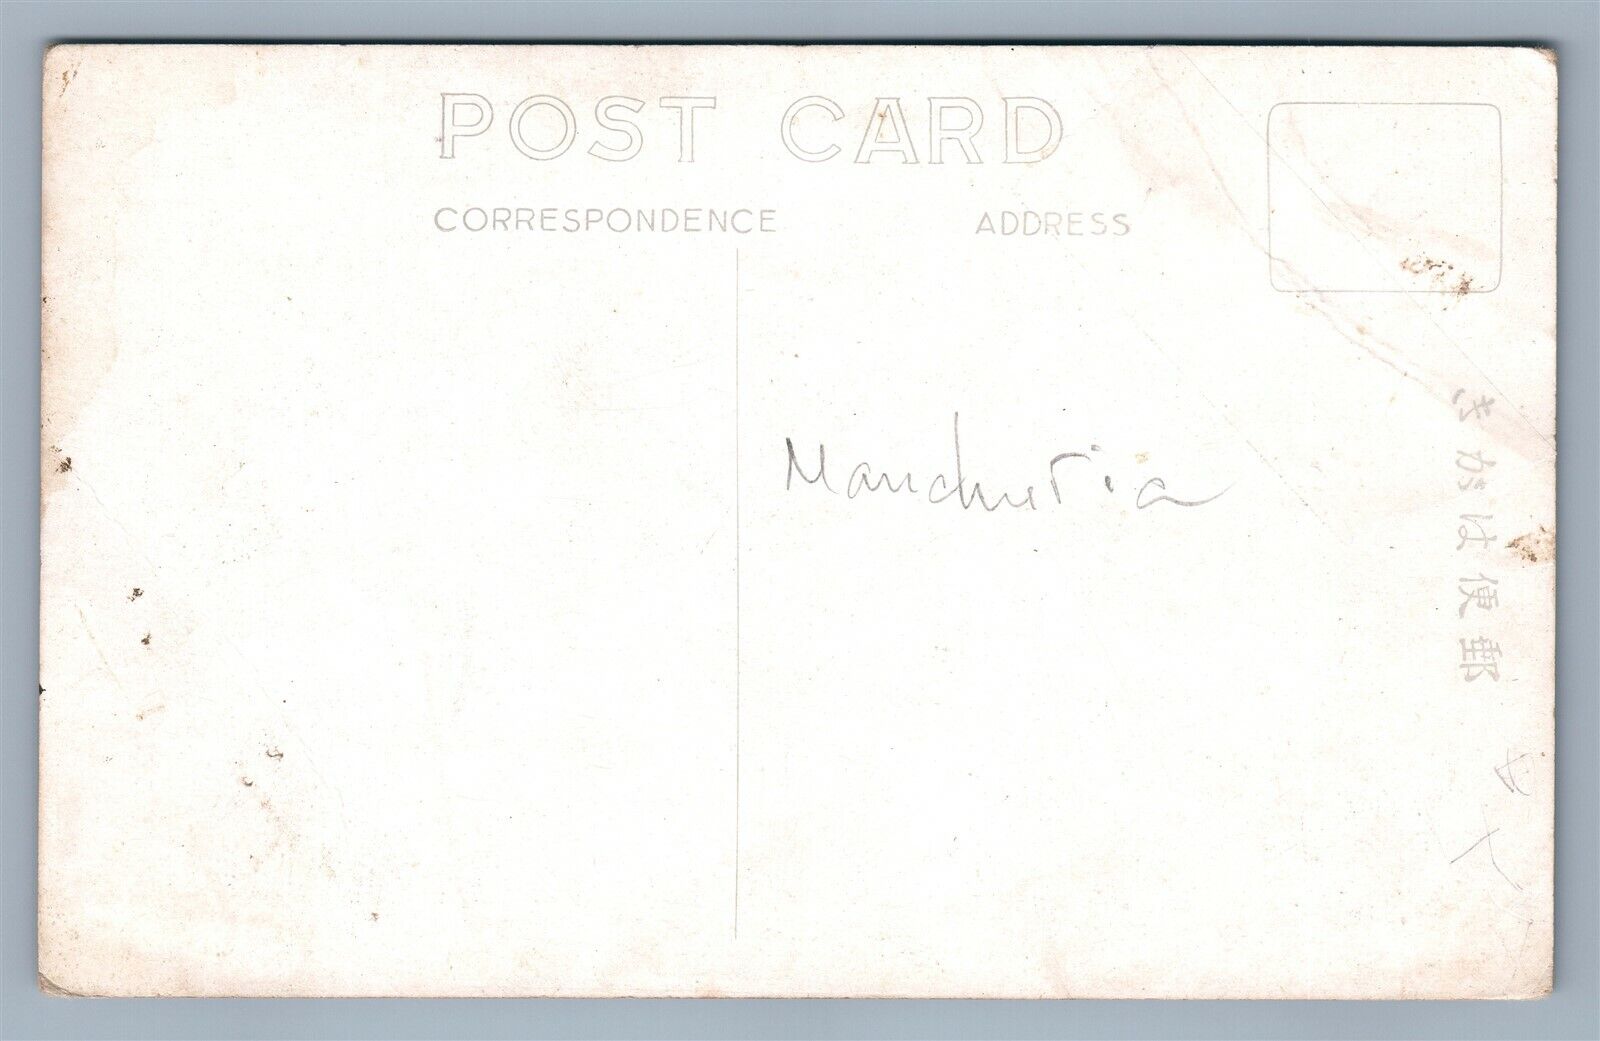 POST CARD
CORRESPONDENCE
ADDRESS
Manchuria
郵便はがき